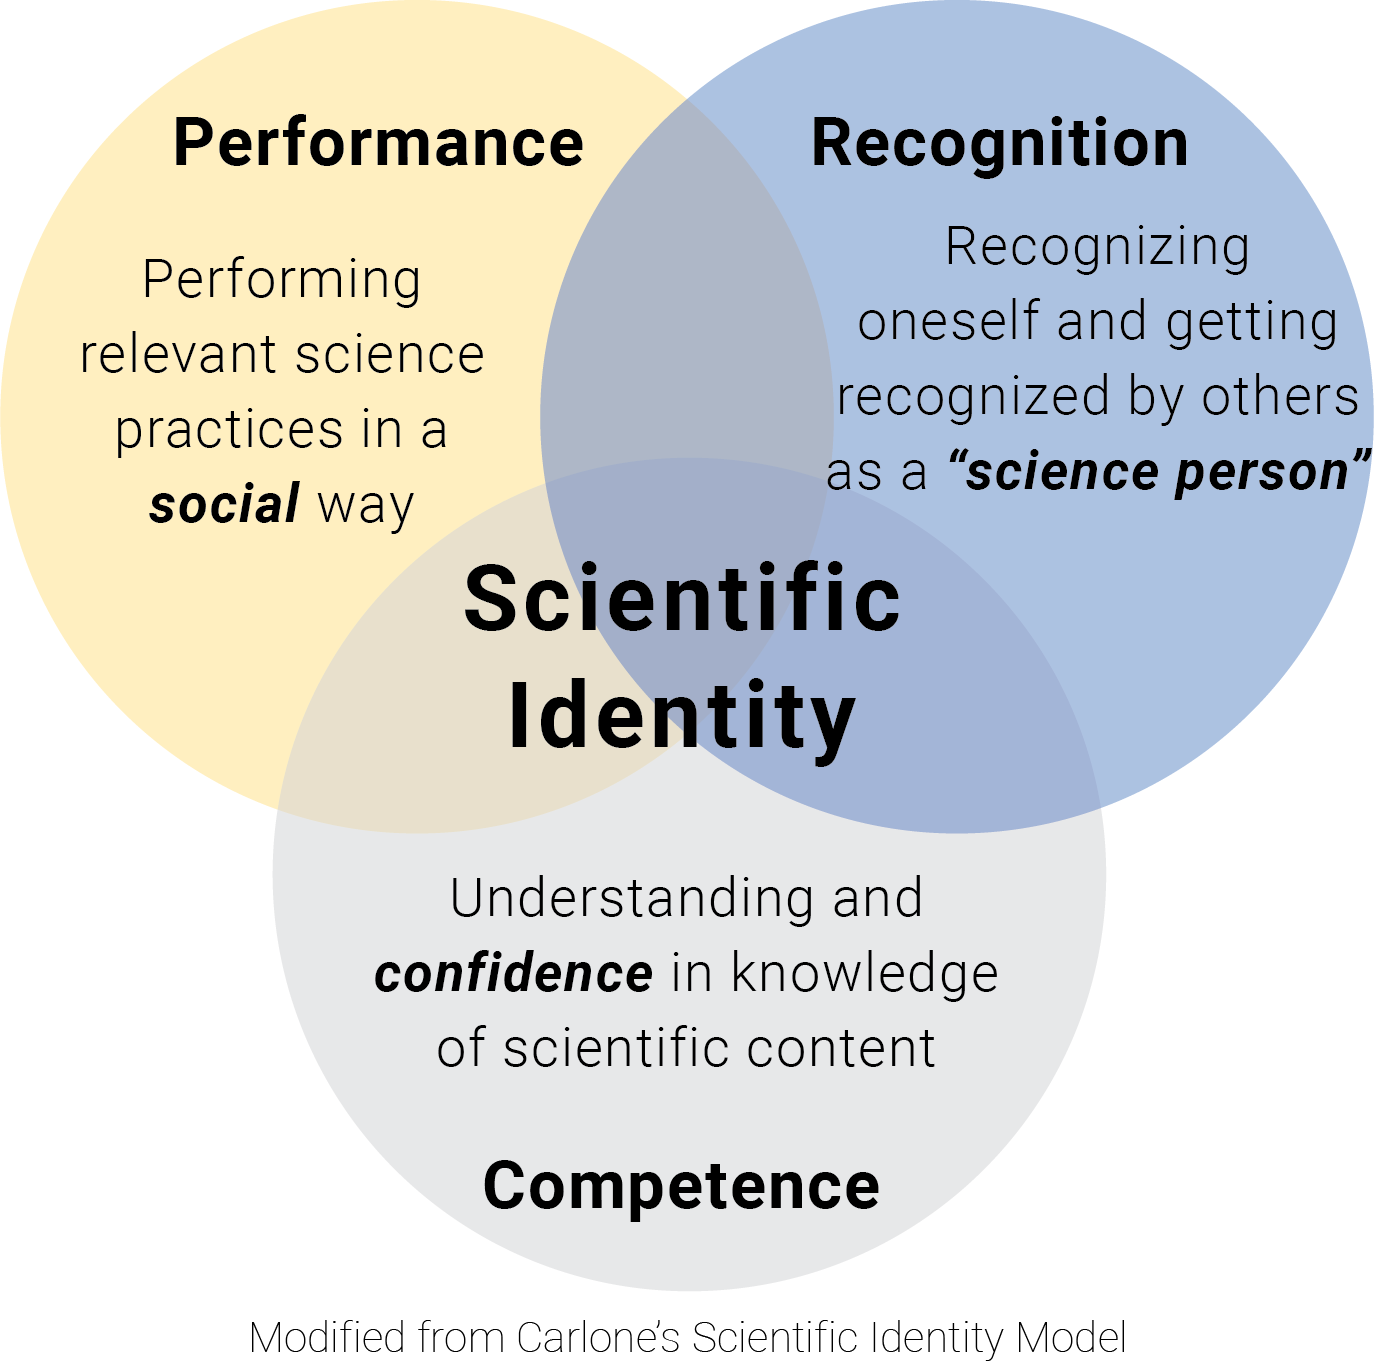 Performance
Performing
relevant science
practices in a
social way
Recognition
Recognizing
oneself and getting
recognized by others
as a “science person”
Scientific
Identity
Understanding and
confidence in knowledge
of scientific content
Competence
Modified from Carlone’s Scientific Identity Model